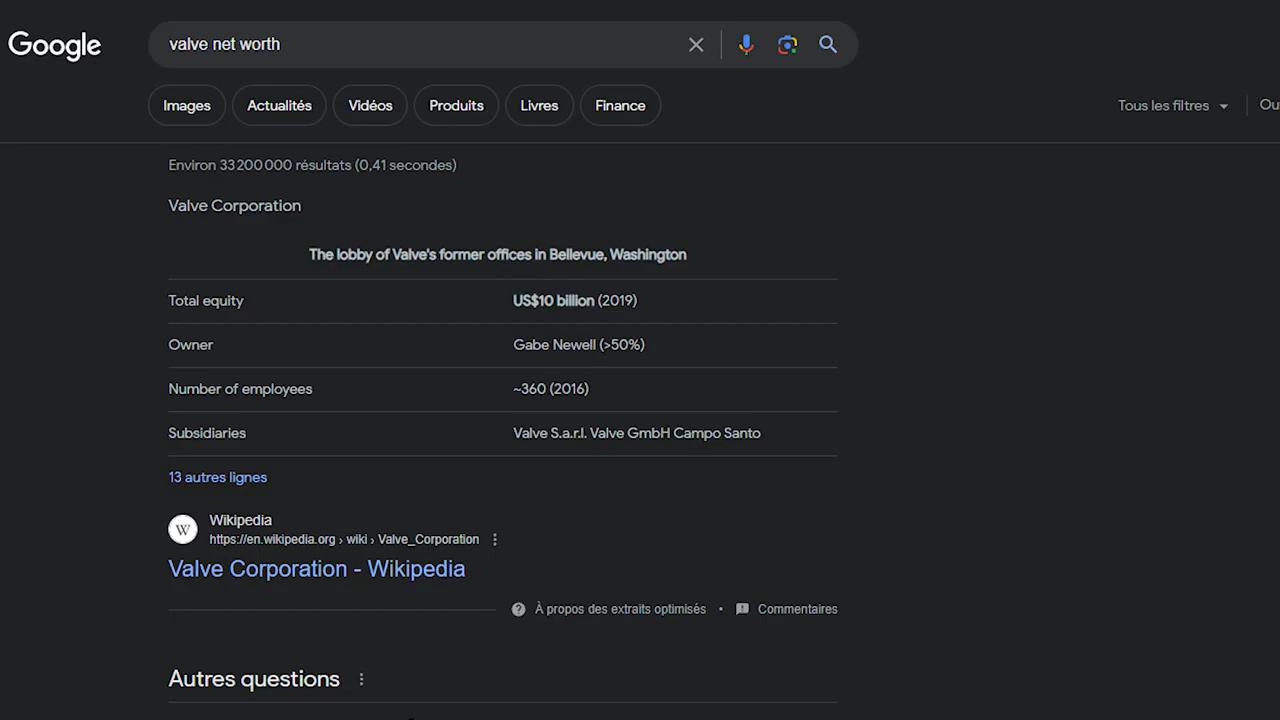 Google
valve net worth
Images Actualités Vidéos Produits Livres Finance Tous les filtres Ou
Environ 33 200 000 résultats (0,41 secondes)
Valve Corporation
The lobby of Valve's former offices in Bellevue, Washington
Total equity US$10 billion (2019)
Owner Gabe Newell (>50%)
Number of employees ~360 (2016)
Subsidiaries Valve S.a.r.l. Valve GmbH Campo Santo
13 autres lignes
W
Wikipedia
https://en.wikipedia.org › wiki › Valve_Corporation
Valve Corporation - Wikipedia
À propos des extraits optimisés • Commentaires
Autres questions